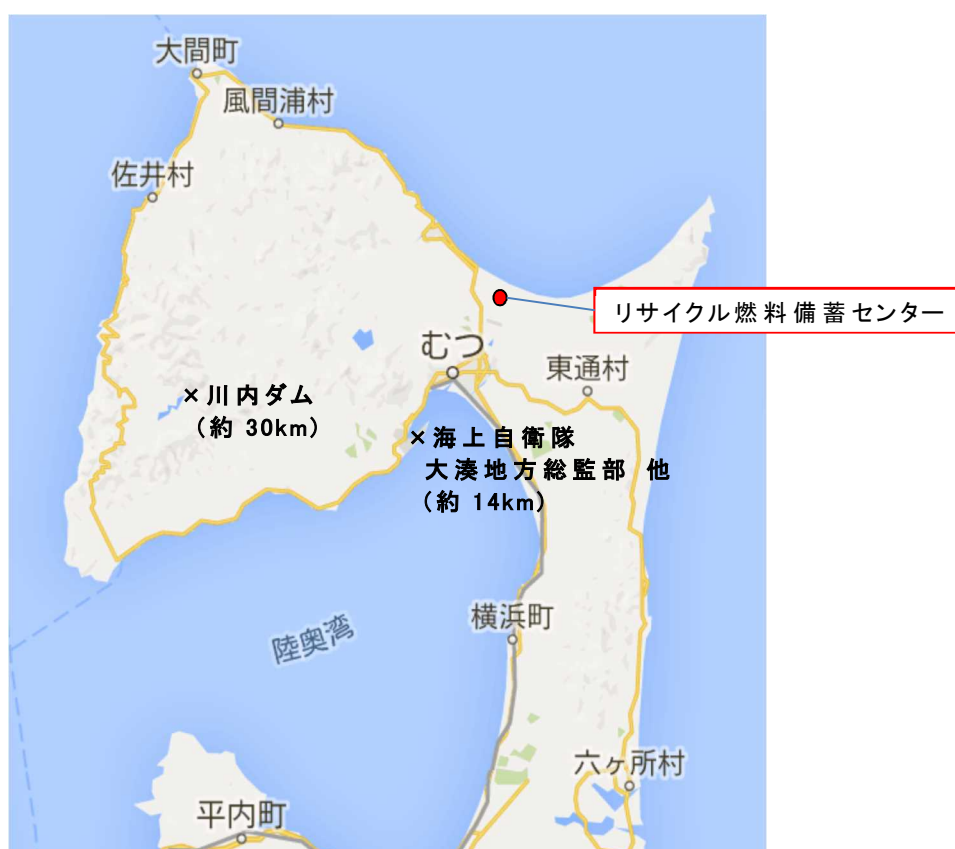 大間町
風間浦村
佐井村
リサイクル燃料備蓄センター
むつ
東通村
×川内ダム
（約 30km）
×海上自衛隊
大湊地方総監部 他
（約 14km）
横浜町
陸奥湾
六ヶ所村
平内町